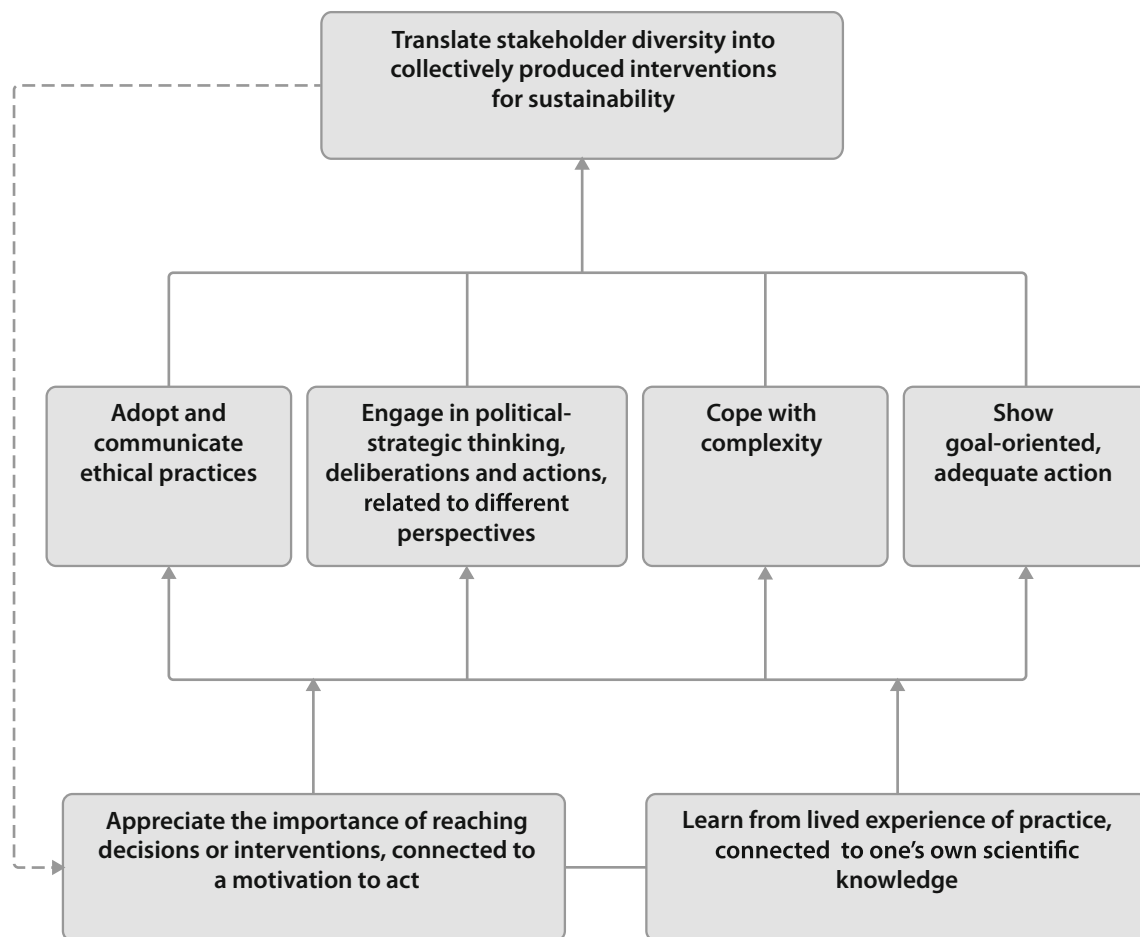 Translate stakeholder diversity into
collectively produced interventions
for sustainability
Adopt and
communicate
ethical practices
Engage in political-
strategic thinking,
deliberations and actions,
related to different
perspectives
Cope with
complexity
Show
goal-oriented,
adequate action
Appreciate the importance of reaching
decisions or interventions, connected to
a motivation to act
Learn from lived experience of practice,
connected to one’s own scientific
knowledge